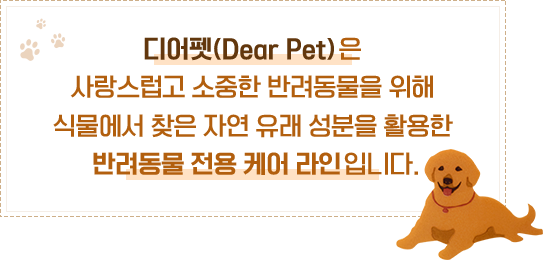 디어펫(Dear Pet)은
사랑스럽고 소중한 반려동물을 위해
식물에서 찾은 자연 유래 성분을 활용한
반려동물 전용 케어 라인입니다.